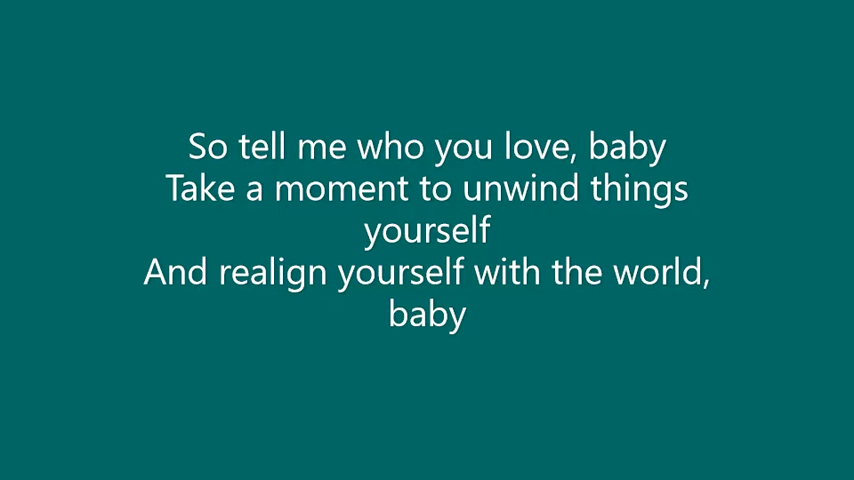 So tell me who you love, baby
Take a moment to unwind things
yourself
And realign yourself with the world,
baby